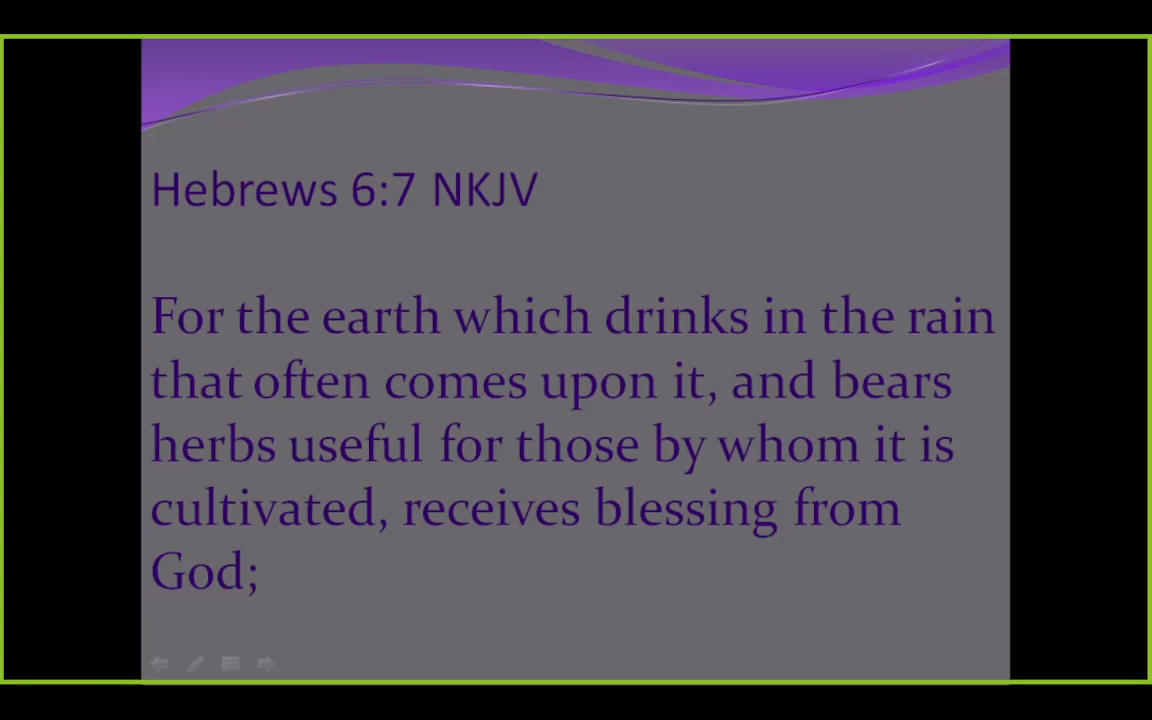 Hebrews 6:7 NKJV
For the earth which drinks in the rain
that often comes upon it, and bears
herbs useful for those by whom it is
cultivated, receives blessing from
God;